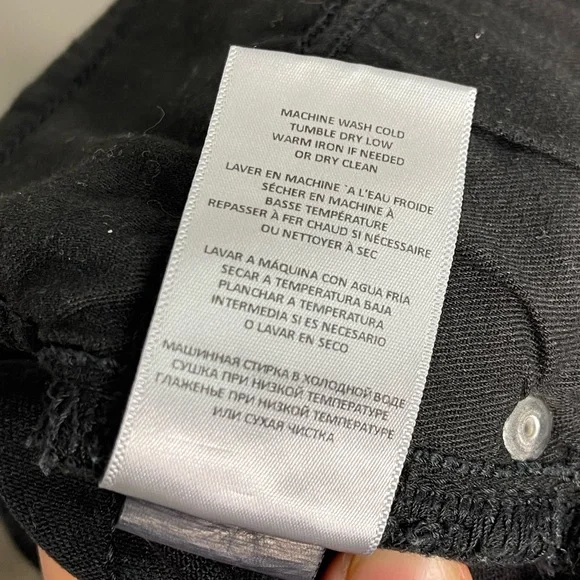 MACHINE WASH COLD
TUMBLE DRY LOW
WARM IRON IF NEEDED
OR DRY CLEAN
LAVER EN MACHINE `A L'EAU FROIDE
SÉCHER EN MACHINE À
BASSE TEMPÉRATURE
REPASSER À FER CHAUD SI NÉCESSAIRE
OU NETTOYER À SEC
LAVAR A MÁQUINA CON AGUA FRÍA
SECAR A TEMPERATURA BAJA
PLANCHAR A TEMPERATURA
INTERMEDIA SI ES NECESARIO
O LAVAR EN SECO
МАШИННАЯ СТИРКА В ХОЛОДНОЙ ВОДЕ
СУШКА ПРИ НИЗКОЙ ТЕМПЕРАТУРЕ
ГЛАЖЕНЬЕ ПРИ НИЗКОЙ ТЕМПЕРАТУРЕ
ИЛИ СУХАЯ ЧИСТКА